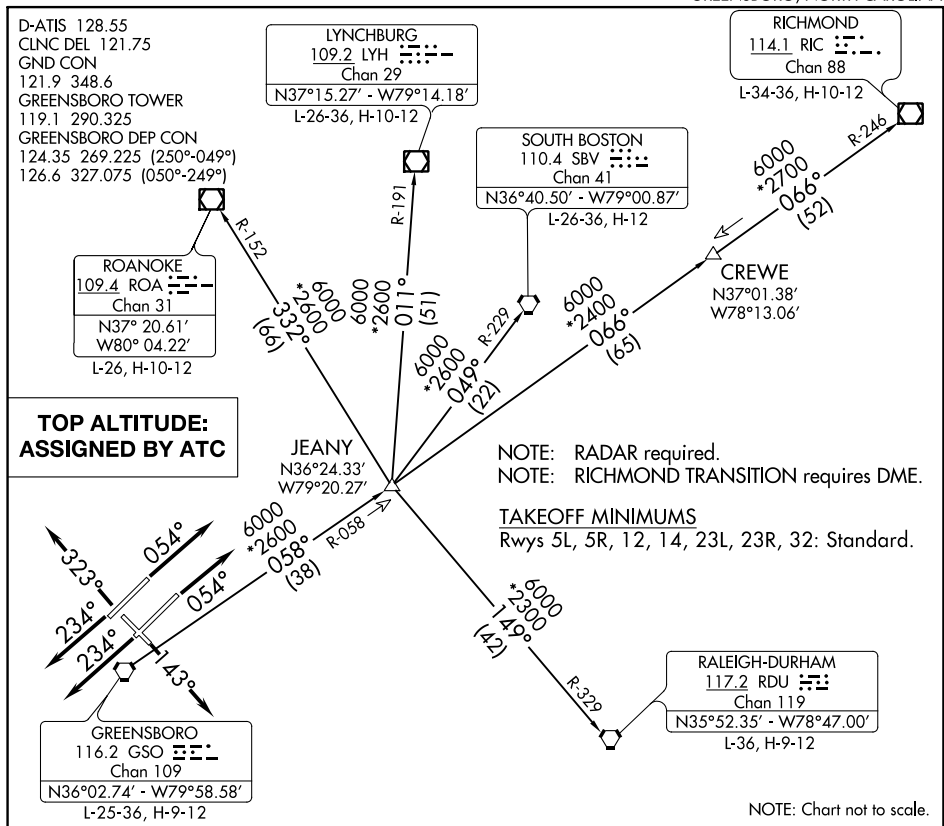 D-ATIS 128.55
CLNC DEL 121.75
GND CON
121.9 348.6
GREENSBORO TOWER
119.1 290.325
GREENSBORO DEP CON
124.35 269.225 (250°-049°)
126.6 327.075 (050°-249°)
LYNCHBURG
109.2 LYH
Chan 29
N37°15.27' - W79°14.18'
L-26-36, H-10-12
RICHMOND
114.1 RIC
Chan 88
L-34-36, H-10-12
SOUTH BOSTON
110.4 SBV
Chan 41
N36°40.50' - W79°00.87'
L-26-36, H-12
ROANOKE
109.4 ROA
Chan 31
N37° 20.61'
W80° 04.22'
L-26, H-10-12
R-246
6000
*2700
066°
(52)
CREWE
N37°01.38'
W78°13.06'
R-152
6000
*2600
332°
(66)
R-191
6000
*2600
011°
(51)
R-229
6000
*2600
049°
(22)
6000
*2400
066°
(65)
TOP ALTITUDE:
ASSIGNED BY ATC
JEANY
N36°24.33'
W79°20.27'
NOTE: RADAR required.
NOTE: RICHMOND TRANSITION requires DME.
TAKEOFF MINIMUMS
Rwys 5L, 5R, 12, 14, 23L, 23R, 32: Standard.
6000
*2600
058°
(38)
R-058
323°
054°
234°
054°
234°
143°
6000
*2300
149°
(42)
R-329
RALEIGH-DURHAM
117.2 RDU
Chan 119
N35°52.35' - W78°47.00'
L-36, H-9-12
GREENSBORO
116.2 GSO
Chan 109
N36°02.74' - W79°58.58'
L-25-36, H-9-12
NOTE: Chart not to scale.